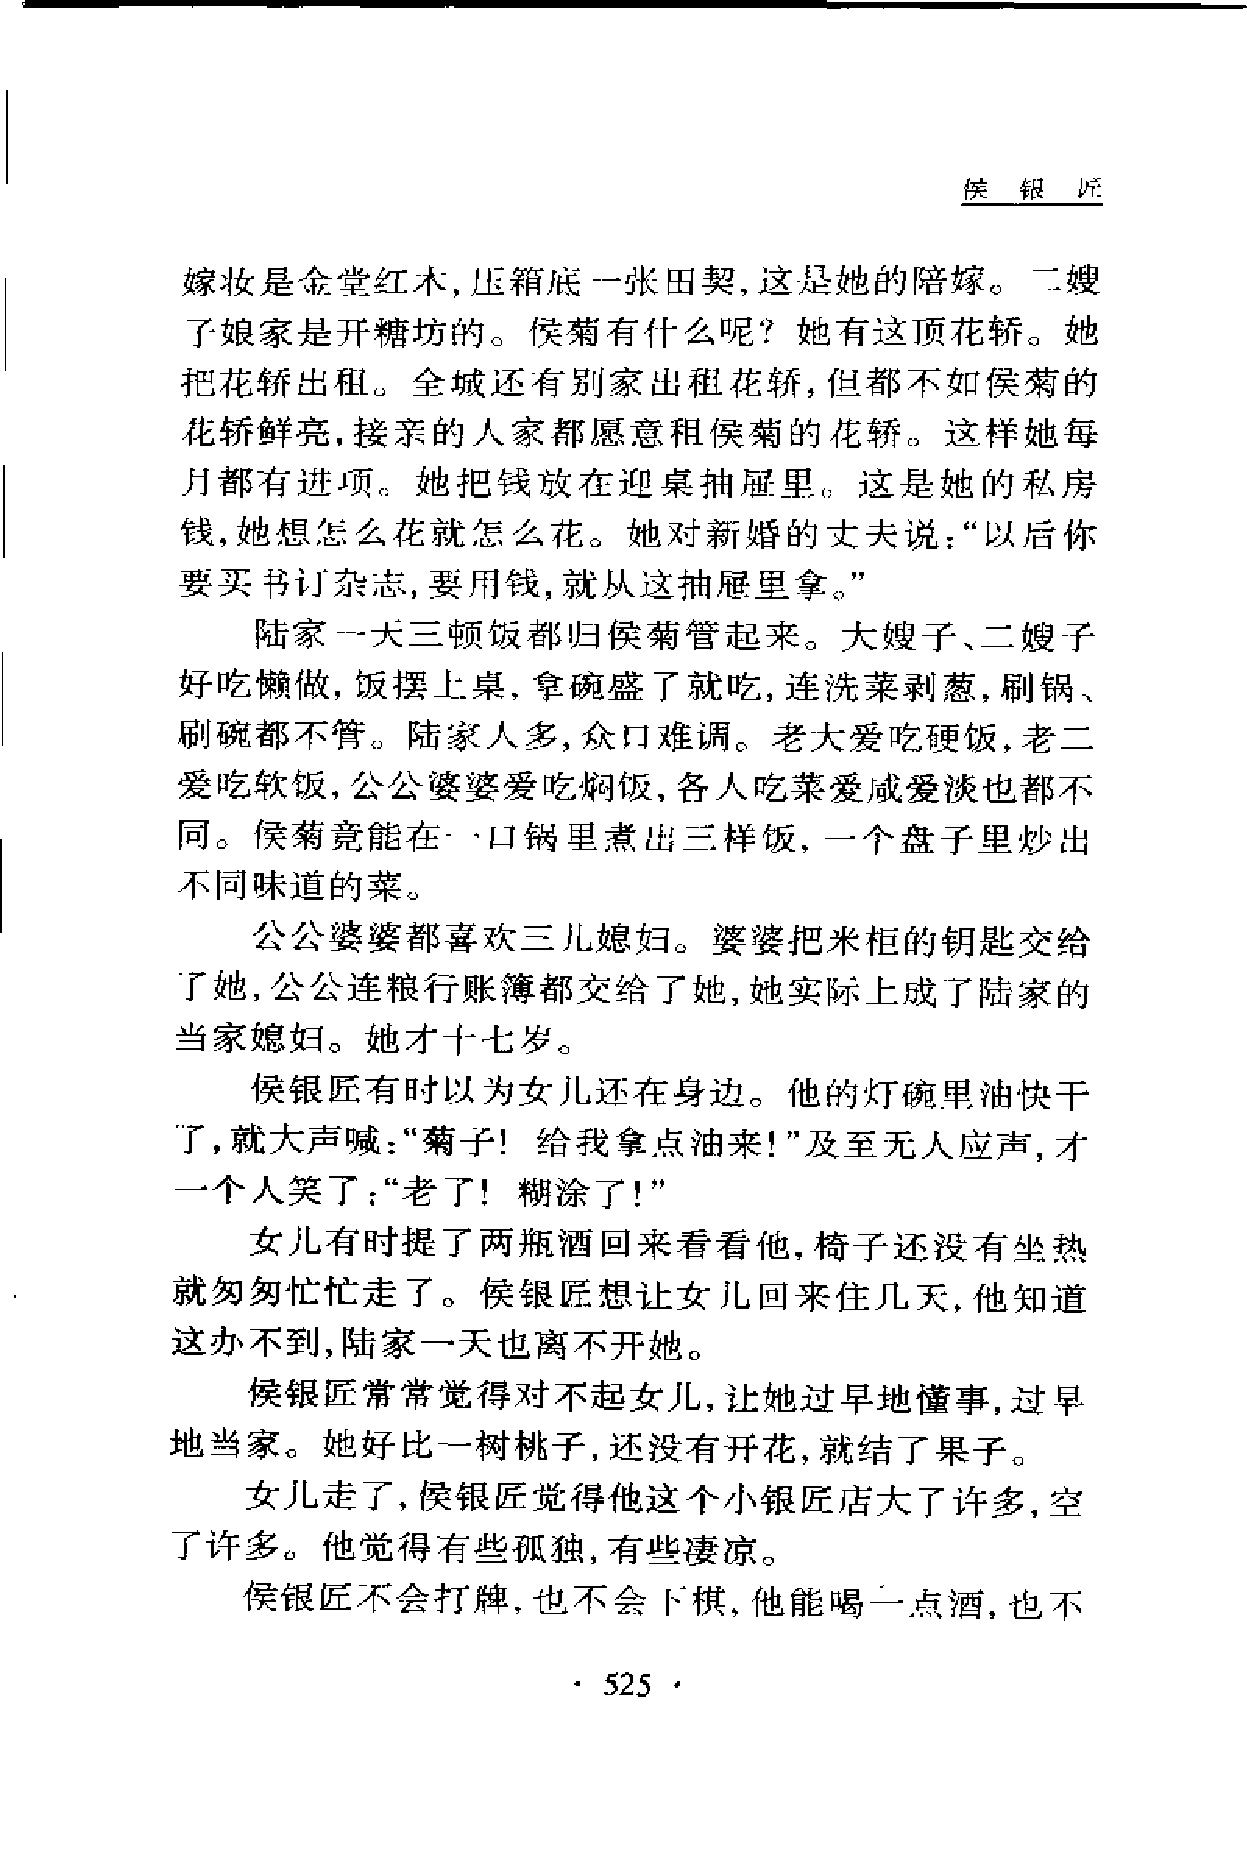 侯 银 匠
嫁妆是金堂红木,压箱底一张田契,这是她的陪嫁。二嫂
子娘家是开糖坊的。侯菊有什么呢?她有这顶花轿。她
把花轿出租。全城还有别家出租花轿,但都不如侯菊的
花轿鲜亮,接亲的人家都愿意租侯菊的花轿。这样她每
月都有进项。她把钱放在迎桌抽屉里。这是她的私房
钱,她想怎么花就怎么花。她对新婚的丈夫说:“以后你
要买书订杂志,要用钱,就从这抽屉里拿。”
陆家一天三顿饭都归侯菊管起来。大嫂子、二嫂子
好吃懒做,饭摆上桌,拿碗盛了就吃,连洗菜剥葱,刷锅、
刷碗都不管。陆家人多,众口难调。老大爱吃硬饭,老二
爱吃软饭,公公婆婆爱吃焖饭,各人吃菜爱咸爱淡也都不
同。侯菊竟能在一口锅里煮出三样饭,一个盘子里炒出
不同味道的菜。
公公婆婆都喜欢三儿媳妇。婆婆把米柜的钥匙交给
了她,公公连粮行账簿都交给了她,她实际上成了陆家的
当家媳妇。她才十七岁。
侯银匠有时以为女儿还在身边。他的灯碗里油快干
了,就大声喊:“菊子!给我拿点油来!”及至无人应声,才
一个人笑了:“老了!糊涂了!”
女儿有时提了两瓶酒回来看看他,椅子还没有坐热
就匆匆忙忙走了。侯银匠想让女儿回来住几天,他知道
这办不到,陆家一天也离不开她。
侯银匠常常觉得对不起女儿,让她过早地懂事,过早
地当家。她好比一树桃子,还没有开花,就结了果子。
女儿走了,侯银匠觉得他这个小银匠店大了许多,空
了许多。他觉得有些孤独,有些凄凉。
侯银匠不会打牌,也不会下棋,他能喝一点酒,也不
· 525 ·